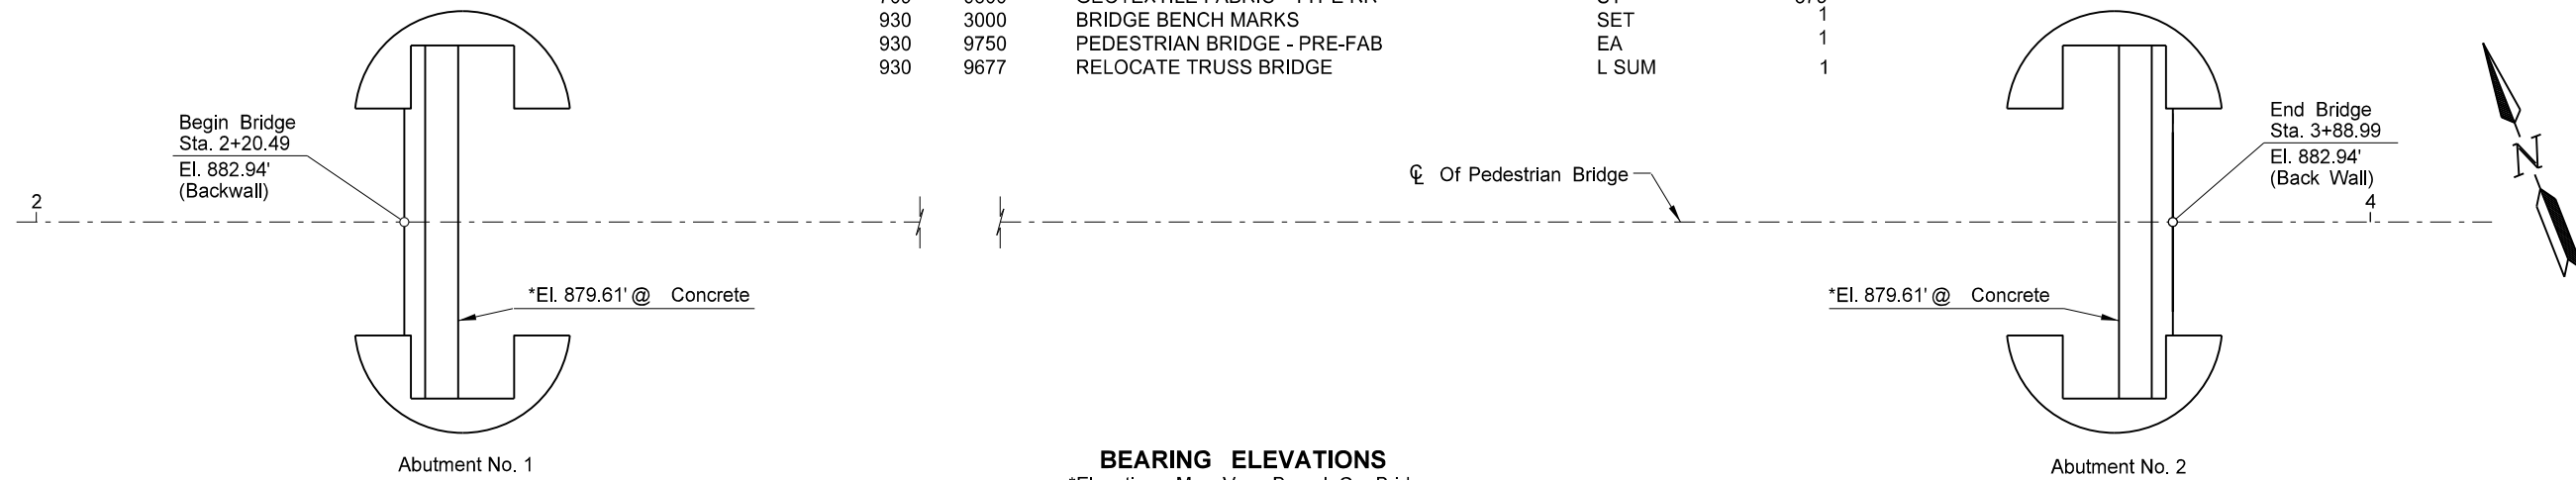 930 3000 BRIDGE BENCH MARKS SET 1
930 9750 PEDESTRIAN BRIDGE - PRE-FAB EA 1
930 9677 RELOCATE TRUSS BRIDGE L SUM 1
Begin Bridge
Sta. 2+20.49
El. 882.94'
(Backwall)
2
℄ Of Pedestrian Bridge
End Bridge
Sta. 3+88.99
El. 882.94'
(Back Wall)
4
N
*El. 879.61' @ Concrete
*El. 879.61' @ Concrete
Abutment No. 1
Abutment No. 2
BEARING ELEVATIONS